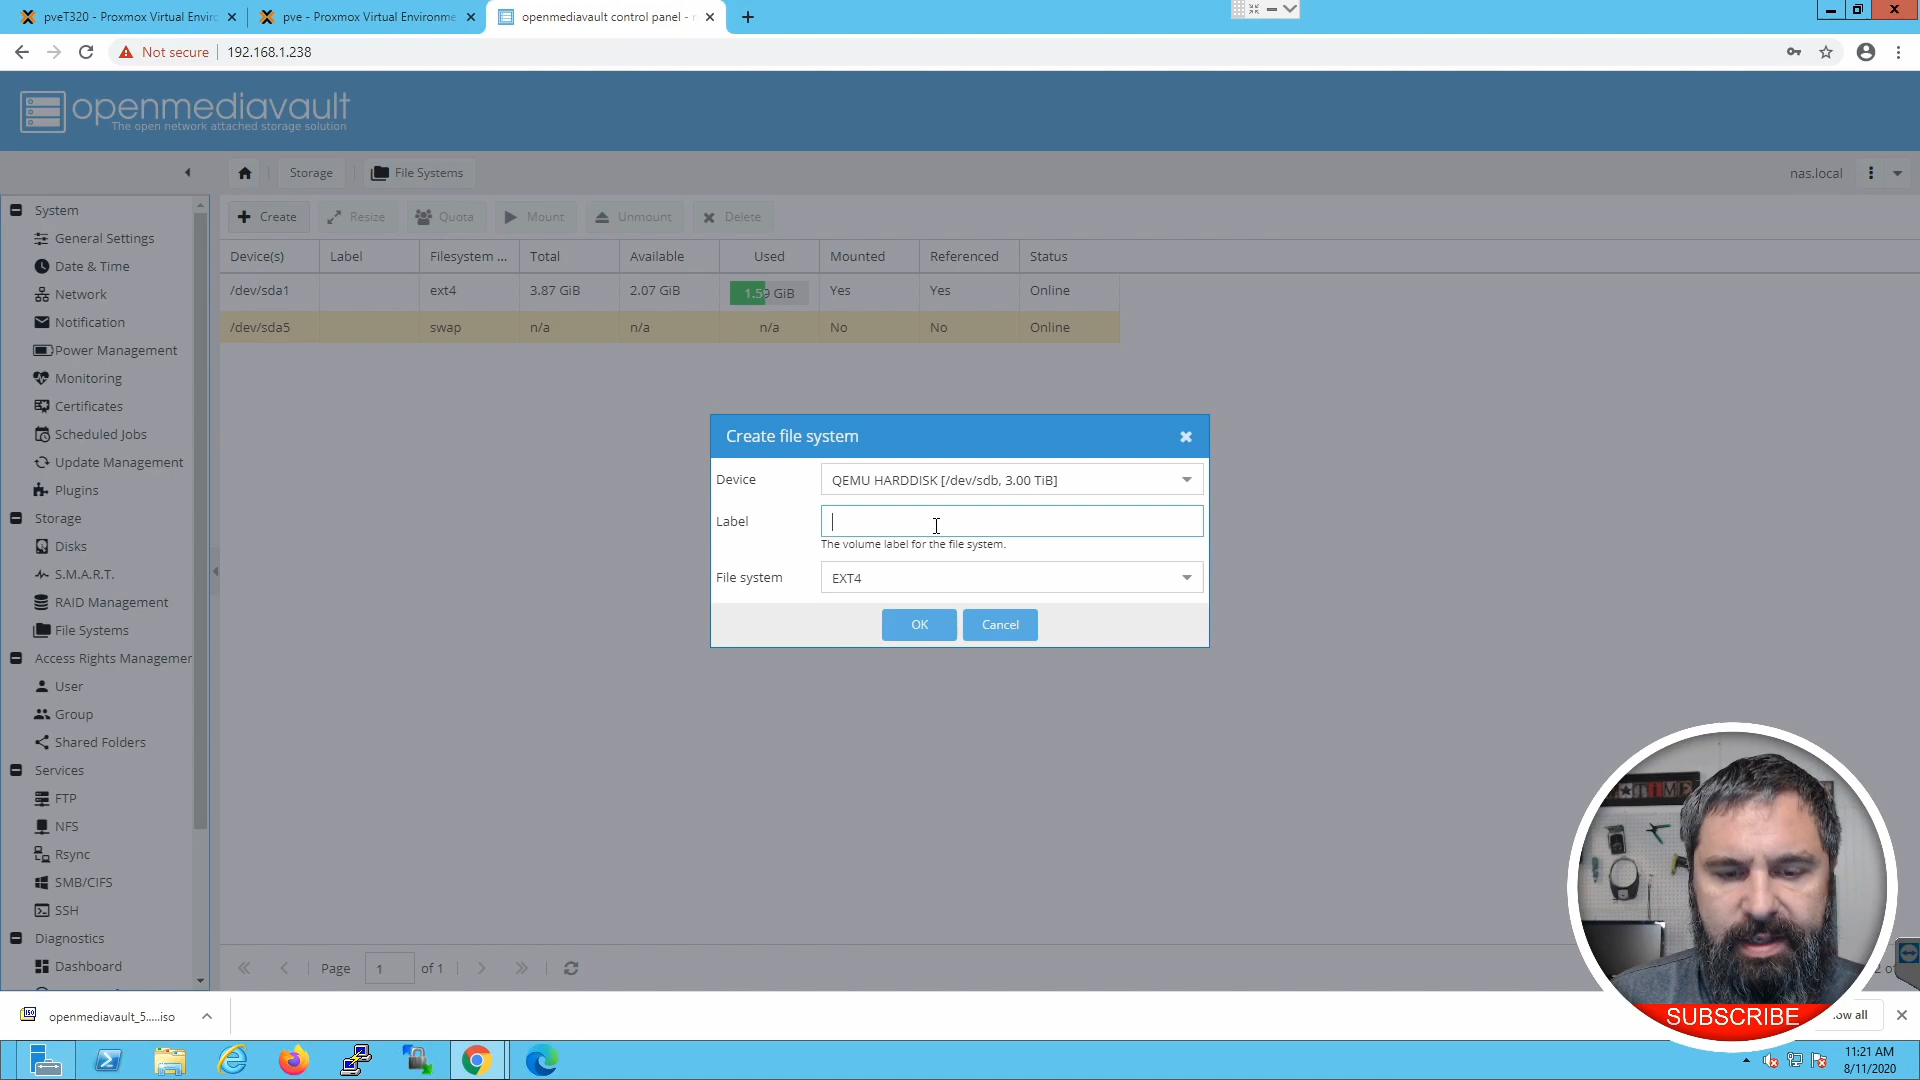 pveT320 - Proxmox Virtual Enviro
pve - Proxmox Virtual Environme
openmediavault control panel -
Not secure
192.168.1.238
openmediavault
The open network attached storage solution
Storage
File Systems
nas.local
System
General Settings
Date & Time
Network
Notification
Power Management
Monitoring
Certificates
Scheduled Jobs
Update Management
Plugins
Storage
Disks
S.M.A.R.T.
RAID Management
File Systems
Access Rights Managemen
User
Group
Shared Folders
Services
FTP
NFS
Rsync
SMB/CIFS
SSH
Diagnostics
Dashboard
Create Resize Quota Mount Unmount Delete
Device(s) Label Filesystem ... Total Available Used Mounted Referenced Status
/dev/sda1 ext4 3.87 GiB 2.07 GiB 1.59 GiB Yes Yes Online
/dev/sda5 swap n/a n/a n/a No No Online
Create file system
Device QEMU HARDDISK [/dev/sdb, 3.00 TiB]
Label
The volume label for the file system.
File system EXT4
OK Cancel
Page 1 of 1
SUBSCRIBE
openmediavault_5.....iso
ow all
11:21 AM
8/11/2020